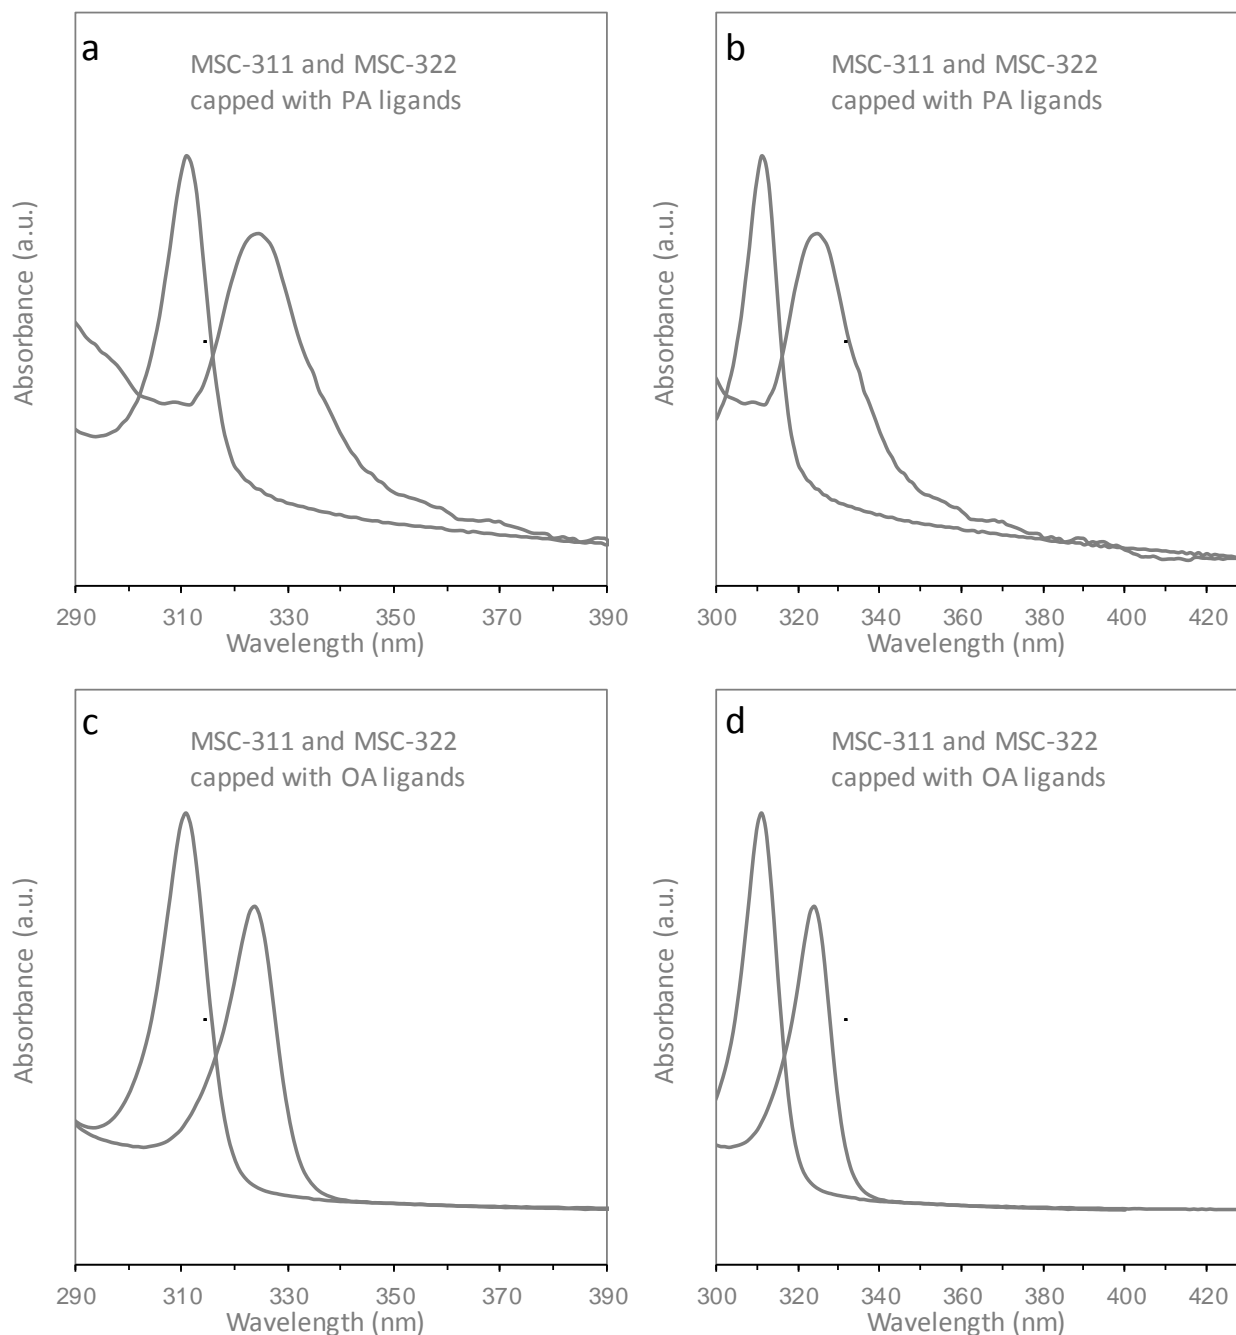 a
MSC-311 and MSC-322
capped with PA ligands
Absorbance (a.u.)
290 310 330 350 370 390
Wavelength (nm)
b
MSC-311 and MSC-322
capped with PA ligands
Absorbance (a.u.)
300 320 340 360 380 400 420
Wavelength (nm)
c
MSC-311 and MSC-322
capped with OA ligands
Absorbance (a.u.)
290 310 330 350 370 390
Wavelength (nm)
d
MSC-311 and MSC-322
capped with OA ligands
Absorbance (a.u.)
300 320 340 360 380 400 420
Wavelength (nm)